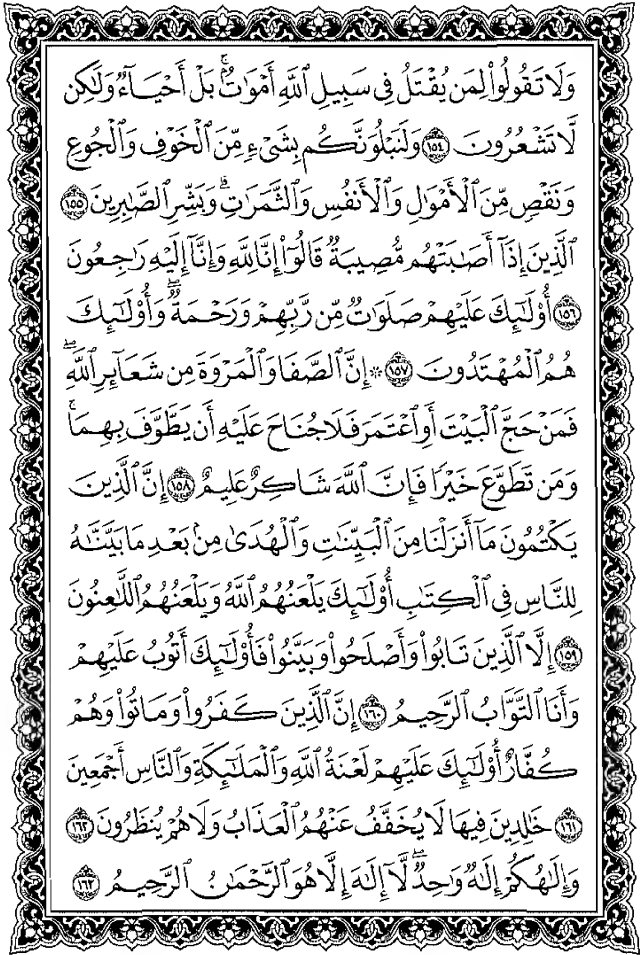 وَلَا تَقُولُوا۟ لِمَن يُقْتَلُ فِى سَبِيلِ ٱللَّهِ أَمْوَٰتٌۢ ۚ بَلْ أَحْيَآءٌ وَلَٰكِن
لَّا تَشْعُرُونَ ١٥٤ وَلَنَبْلُوَنَّكُم بِشَىْءٍ مِّنَ ٱلْخَوْفِ وَٱلْجُوعِ
وَنَقْصٍ مِّنَ ٱلْأَمْوَٰلِ وَٱلْأَنفُسِ وَٱلثَّمَرَٰتِ ۗ وَبَشِّرِ ٱلصَّٰبِرِينَ ١٥٥
ٱلَّذِينَ إِذَآ أَصَٰبَتْهُم مُّصِيبَةٌ قَالُوٓا۟ إِنَّا لِلَّهِ وَإِنَّآ إِلَيْهِ رَٰجِعُونَ
١٥٦ أُو۟لَٰٓئِكَ عَلَيْهِمْ صَلَوَٰتٌ مِّن رَّبِّهِمْ وَرَحْمَةٌ ۖ وَأُو۟لَٰٓئِكَ
هُمُ ٱلْمُهْتَدُونَ ١٥٧ ۞ إِنَّ ٱلصَّفَا وَٱلْمَرْوَةَ مِن شَعَآئِرِ ٱللَّهِ ۖ
فَمَنْ حَجَّ ٱلْبَيْتَ أَوِ ٱعْتَمَرَ فَلَا جُنَاحَ عَلَيْهِ أَن يَطَّوَّفَ بِهِمَا ۚ
وَمَن تَطَوَّعَ خَيْرًا فَإِنَّ ٱللَّهَ شَاكِرٌ عَلِيمٌ ١٥٨ إِنَّ ٱلَّذِينَ
يَكْتُمُونَ مَآ أَنزَلْنَا مِنَ ٱلْبَيِّنَٰتِ وَٱلْهُدَىٰ مِنۢ بَعْدِ مَا بَيَّنَّٰهُ
لِلنَّاسِ فِى ٱلْكِتَٰبِ أُو۟لَٰٓئِكَ يَلْعَنُهُمُ ٱللَّهُ وَيَلْعَنُهُمُ ٱللَّٰعِنُونَ
١٥٩ إِلَّا ٱلَّذِينَ تَابُوا۟ وَأَصْلَحُوا۟ وَبَيَّنُوا۟ فَأُو۟لَٰٓئِكَ أَتُوبُ عَلَيْهِمْ
وَأَنَا ٱلتَّوَّابُ ٱلرَّحِيمُ ١٦٠ إِنَّ ٱلَّذِينَ كَفَرُوا۟ وَمَاتُوا۟ وَهُمْ
كُفَّارٌ أُو۟لَٰٓئِكَ عَلَيْهِمْ لَعْنَةُ ٱللَّهِ وَٱلْمَلَٰٓئِكَةِ وَٱلنَّاسِ أَجْمَعِينَ
١٦١ خَٰلِدِينَ فِيهَا لَا يُخَفَّفُ عَنْهُمُ ٱلْعَذَابُ وَلَا هُمْ يُنظَرُونَ ١٦٢
وَإِلَٰهُكُمْ إِلَٰهٌ وَٰحِدٌ ۖ لَّآ إِلَٰهَ إِلَّا هُوَ ٱلرَّحْمَٰنُ ٱلرَّحِيمُ ١٦٣